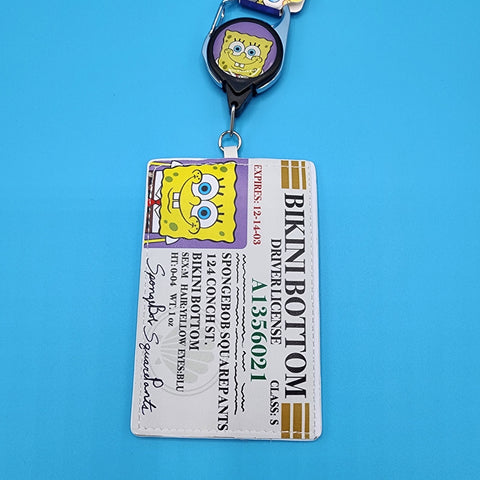 BIKINI BOTTOM
DRIVER LICENSE
EXPIRES: 12-14-03
A1356021
CLASS: S
SPONGEBOB SQUAREPANTS
124 CONCH ST.
BIKINI BOTTOM
SEX:M HAIR:YELLOW EYES:BLU
HT: 0-04 WT. 1 oz
SpongeBob SquarePants